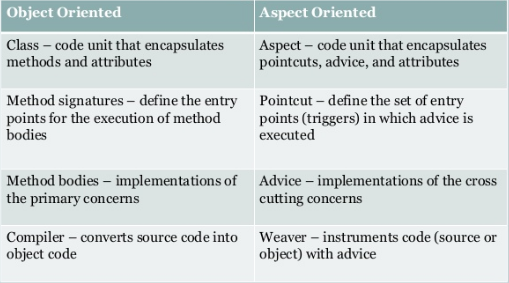 Object Oriented
Aspect Oriented
Class – code unit that encapsulates
methods and attributes
Aspect – code unit that encapsulates
pointcuts, advice, and attributes
Method signatures – define the entry
points for the execution of method
bodies
Pointcut – define the set of entry
points (triggers) in which advice is
executed
Method bodies – implementations of
the primary concerns
Advice – implementations of the cross
cutting concerns
Compiler – converts source code into
object code
Weaver – instruments code (source or
object) with advice